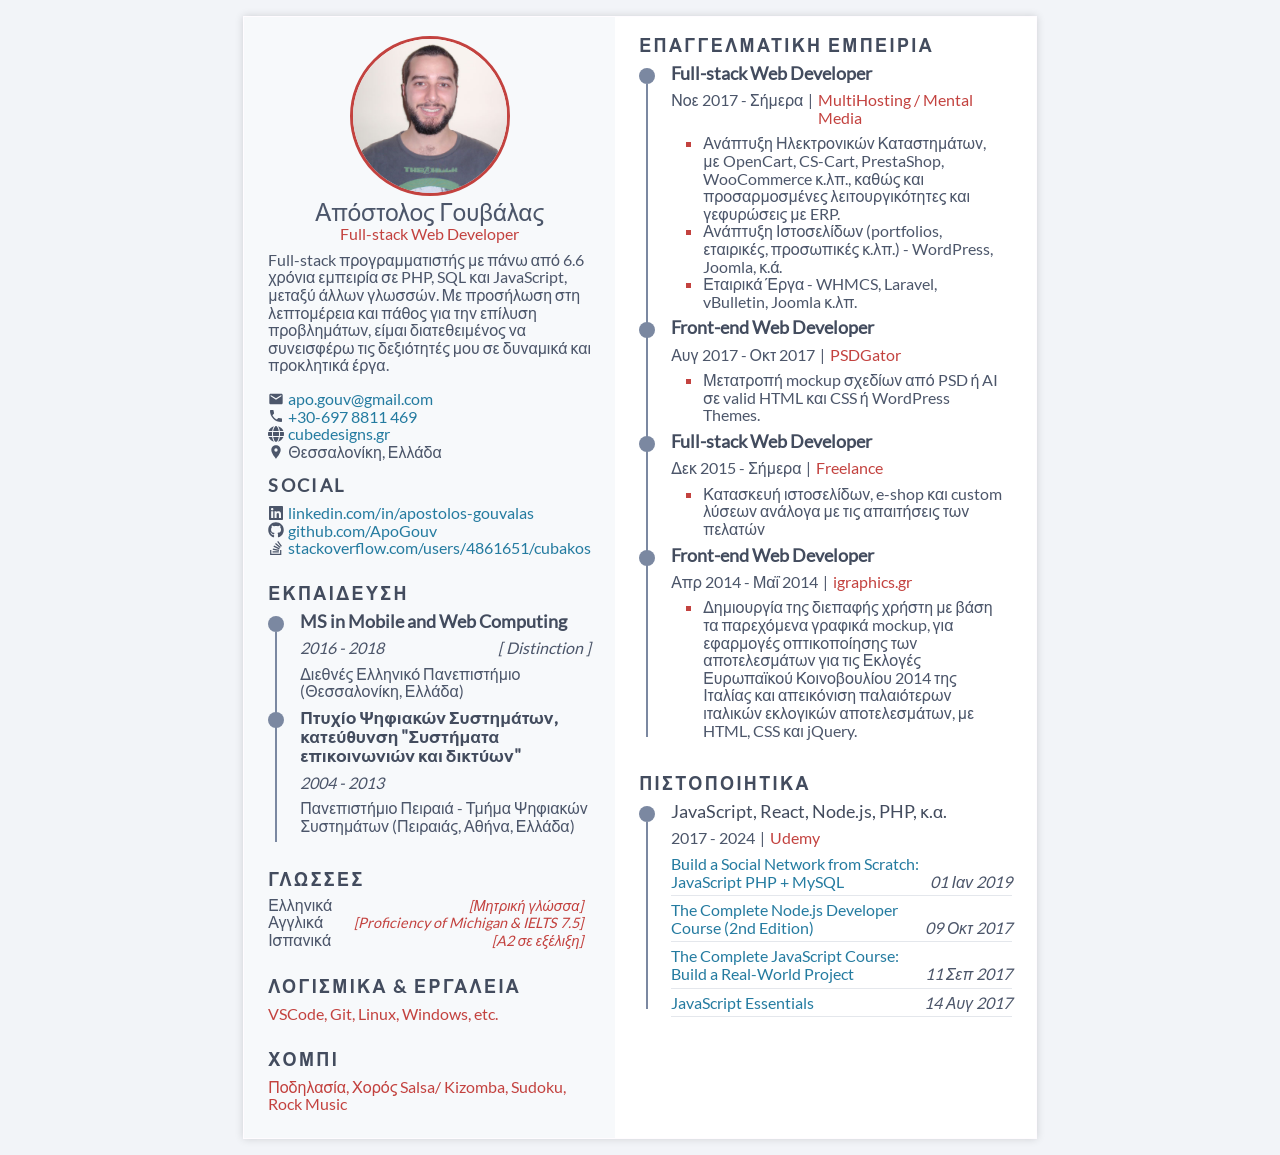 Απόστολος Γουβάλας
Full-stack Web Developer
Full-stack προγραμματιστής με πάνω από 6.6
χρόνια εμπειρία σε PHP, SQL και JavaScript,
μεταξύ άλλων γλωσσών. Με προσήλωση στη
λεπτομέρεια και πάθος για την επίλυση
προβλημάτων, είμαι διατεθειμένος να
συνεισφέρω τις δεξιότητές μου σε δυναμικά και
προκλητικά έργα.
apo.gouv@gmail.com
+30-697 8811 469
cubedesigns.gr
Θεσσαλονίκη, Ελλάδα
SOCIAL
linkedin.com/in/apostolos-gouvalas
github.com/ApoGouv
stackoverflow.com/users/4861651/cubakos
ΕΚΠΑΙΔΕΥΣΗ
MS in Mobile and Web Computing
2016 - 2018 [ Distinction ]
Διεθνές Ελληνικό Πανεπιστήμιο
(Θεσσαλονίκη, Ελλάδα)
Πτυχίο Ψηφιακών Συστημάτων,
κατεύθυνση "Συστήματα
επικοινωνιών και δικτύων"
2004 - 2013
Πανεπιστήμιο Πειραιά - Τμήμα Ψηφιακών
Συστημάτων (Πειραιάς, Αθήνα, Ελλάδα)
ΓΛΩΣΣΕΣ
Ελληνικά [Μητρική γλώσσα]
Αγγλικά [Proficiency of Michigan & IELTS 7.5]
Ισπανικά [A2 σε εξέλιξη]
ΛΟΓΙΣΜΙΚΑ & ΕΡΓΑΛΕΙΑ
VSCode, Git, Linux, Windows, etc.
ΧΟΜΠΙ
Ποδηλασία, Χορός Salsa/ Kizomba, Sudoku,
Rock Music
ΕΠΑΓΓΕΛΜΑΤΙΚΗ ΕΜΠΕΙΡΙΑ
Full-stack Web Developer
Νοε 2017 - Σήμερα | MultiHosting / Mental
Media
Ανάπτυξη Ηλεκτρονικών Καταστημάτων,
με OpenCart, CS-Cart, PrestaShop,
WooCommerce κ.λπ., καθώς και
προσαρμοσμένες λειτουργικότητες και
γεφυρώσεις με ERP.
Ανάπτυξη Ιστοσελίδων (portfolios,
εταιρικές, προσωπικές κ.λπ.) - WordPress,
Joomla, κ.ά.
Εταιρικά Έργα - WHMCS, Laravel,
vBulletin, Joomla κ.λπ.
Front-end Web Developer
Αυγ 2017 - Οκτ 2017 | PSDGator
Μετατροπή mockup σχεδίων από PSD ή AI
σε valid HTML και CSS ή WordPress
Themes.
Full-stack Web Developer
Δεκ 2015 - Σήμερα | Freelance
Κατασκευή ιστοσελίδων, e-shop και custom
λύσεων ανάλογα με τις απαιτήσεις των
πελατών
Front-end Web Developer
Απρ 2014 - Μαϊ 2014 | igraphics.gr
Δημιουργία της διεπαφής χρήστη με βάση
τα παρεχόμενα γραφικά mockup, για
εφαρμογές οπτικοποίησης των
αποτελεσμάτων για τις Εκλογές
Ευρωπαϊκού Κοινοβουλίου 2014 της
Ιταλίας και απεικόνιση παλαιότερων
ιταλικών εκλογικών αποτελεσμάτων, με
HTML, CSS και jQuery.
ΠΙΣΤΟΠΟΙΗΤΙΚΑ
JavaScript, React, Node.js, PHP, κ.α.
2017 - 2024 | Udemy
Build a Social Network from Scratch:
JavaScript PHP + MySQL 01 Ιαν 2019
The Complete Node.js Developer
Course (2nd Edition) 09 Οκτ 2017
The Complete JavaScript Course:
Build a Real-World Project 11 Σεπ 2017
JavaScript Essentials 14 Αυγ 2017